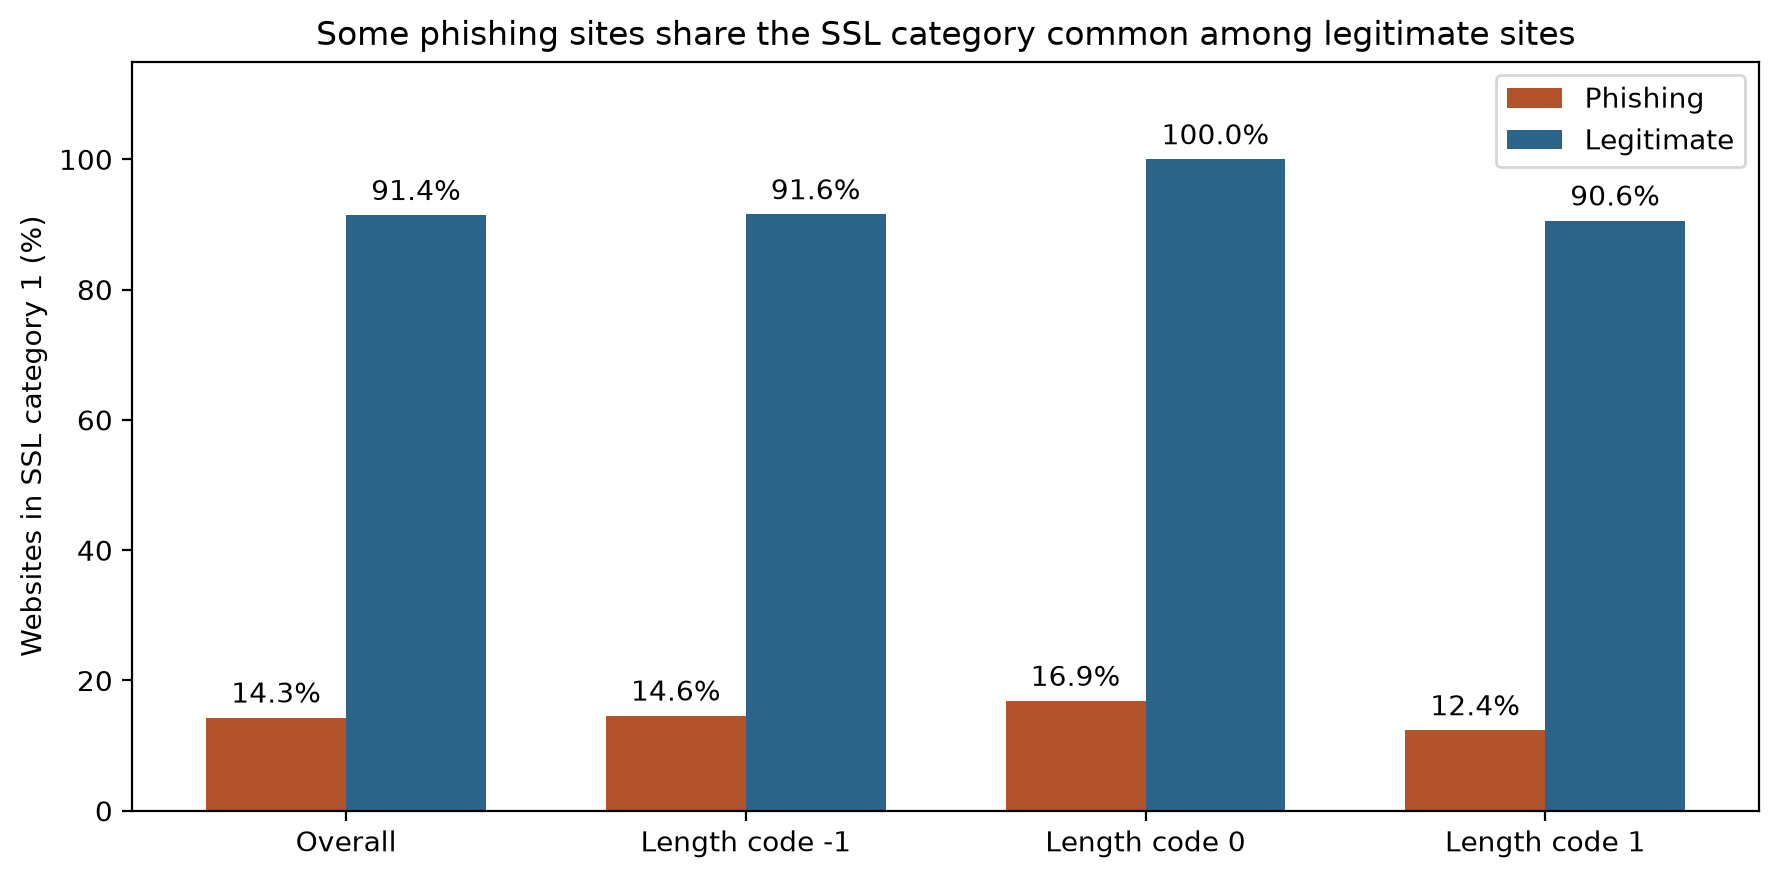 Some phishing sites share the SSL category common among legitimate sites
Phishing
Legitimate
Websites in SSL category 1 (%)
100
80
60
40
20
0
14.3%
91.4%
14.6%
91.6%
16.9%
100.0%
12.4%
90.6%
Overall
Length code -1
Length code 0
Length code 1